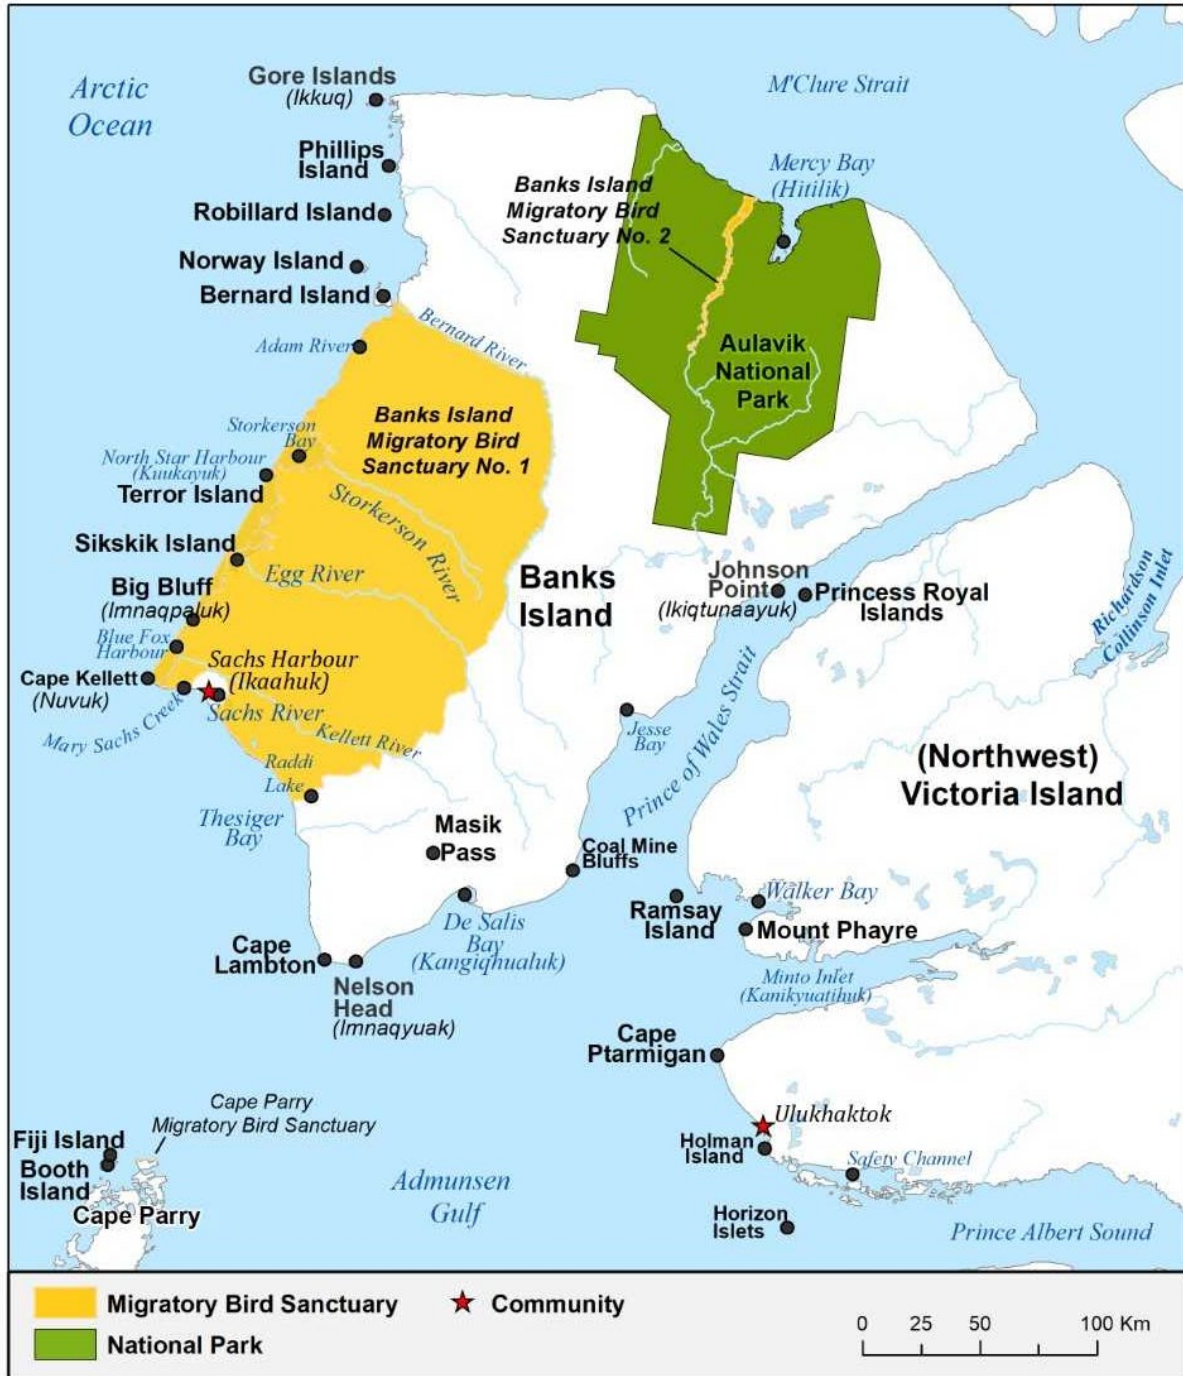 Arctic
Ocean
Gore Islands
(Ikkuq)
M'Clure Strait
Phillips
Island
Mercy Bay
(Hitilik)
Banks Island
Migratory Bird
Sanctuary No. 2
Robillard Island
Norway Island
Bernard Island
Bernard River
Adam River
Aulavik
National
Park
Banks Island
Migratory Bird
Sanctuary No. 1
Storkerson
Bay
North Star Harbour
(Kuukayuk)
Terror Island
Storkerson River
Sikskik Island
Egg River
Banks
Island
Big Bluff
(Imnaqpaluk)
Johnson
Point
(Ikiqtunaayuk)
Princess Royal
Islands
Richardson
Collinson Inlet
Blue Fox
Harbour
Sachs Harbour
(Ikaahuk)
Cape Kellett
(Nuvuk)
Sachs River
Mary Sachs Creek
Kellett River
Jesse
Bay
Prince of Wales Strait
(Northwest)
Victoria Island
Raddi
Lake
Thesiger
Bay
Masik
Pass
Coal Mine
Bluffs
Walker Bay
Ramsay
Island
Mount Phayre
De Salis
Bay
(Kangiqhualuk)
Cape
Lambton
Nelson
Head
(Imnaqyuak)
Minto Inlet
(Kanikyuatihuk)
Cape
Ptarmigan
Cape Parry
Migratory Bird Sanctuary
Ulukhaktok
Fiji Island
Booth
Island
Cape Parry
Holman
Island
Safety Channel
Admunsen
Gulf
Horizon
Islets
Prince Albert Sound
Migratory Bird Sanctuary
Community
National Park
0 25 50 100 Km